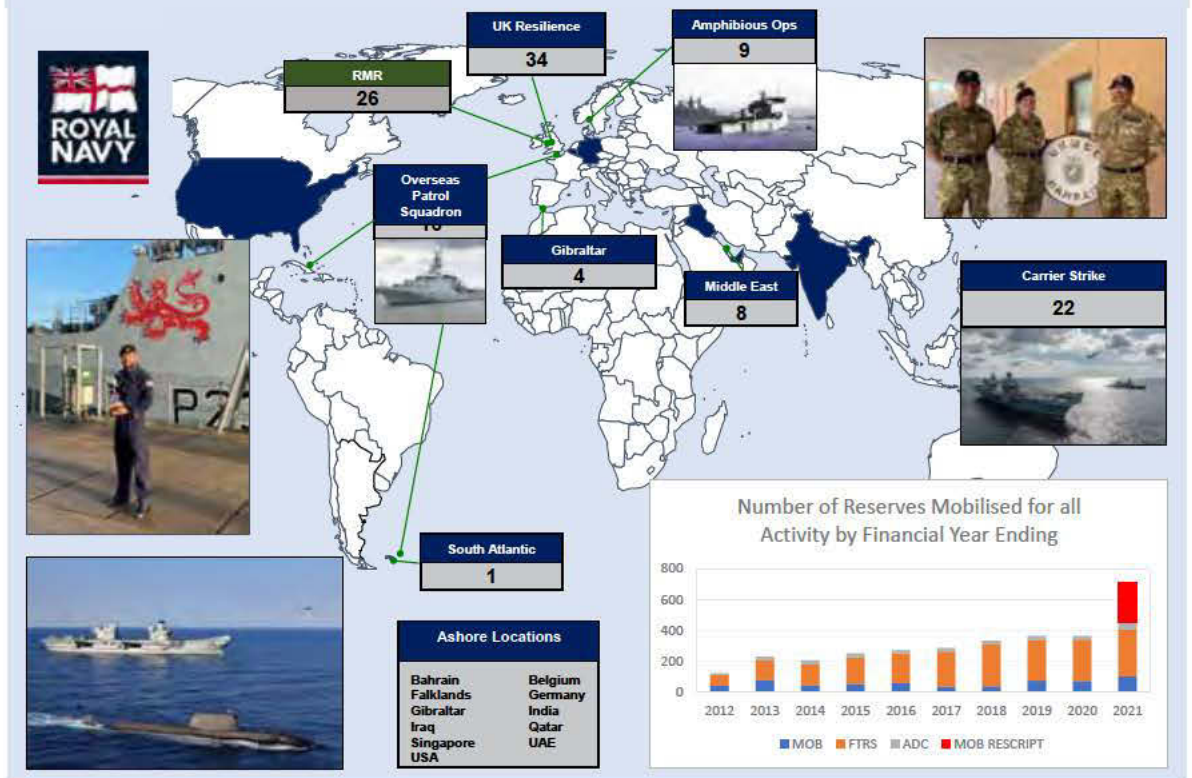 ROYAL
NAVY
UK Resilience
34
Amphibious Ops
9
RMR
26
Overseas
Patrol
Squadron
Gibraltar
4
Middle East
8
Carrier Strike
22
South Atlantic
1
Ashore Locations
Bahrain Belgium
Falklands Germany
Gibraltar India
Iraq Qatar
Singapore UAE
USA
Number of Reserves Mobilised for all
Activity by Financial Year Ending
800
600
400
200
0
2012 2013 2014 2015 2016 2017 2018 2019 2020 2021
MOB FTRS ADC MOB RESCRIPT